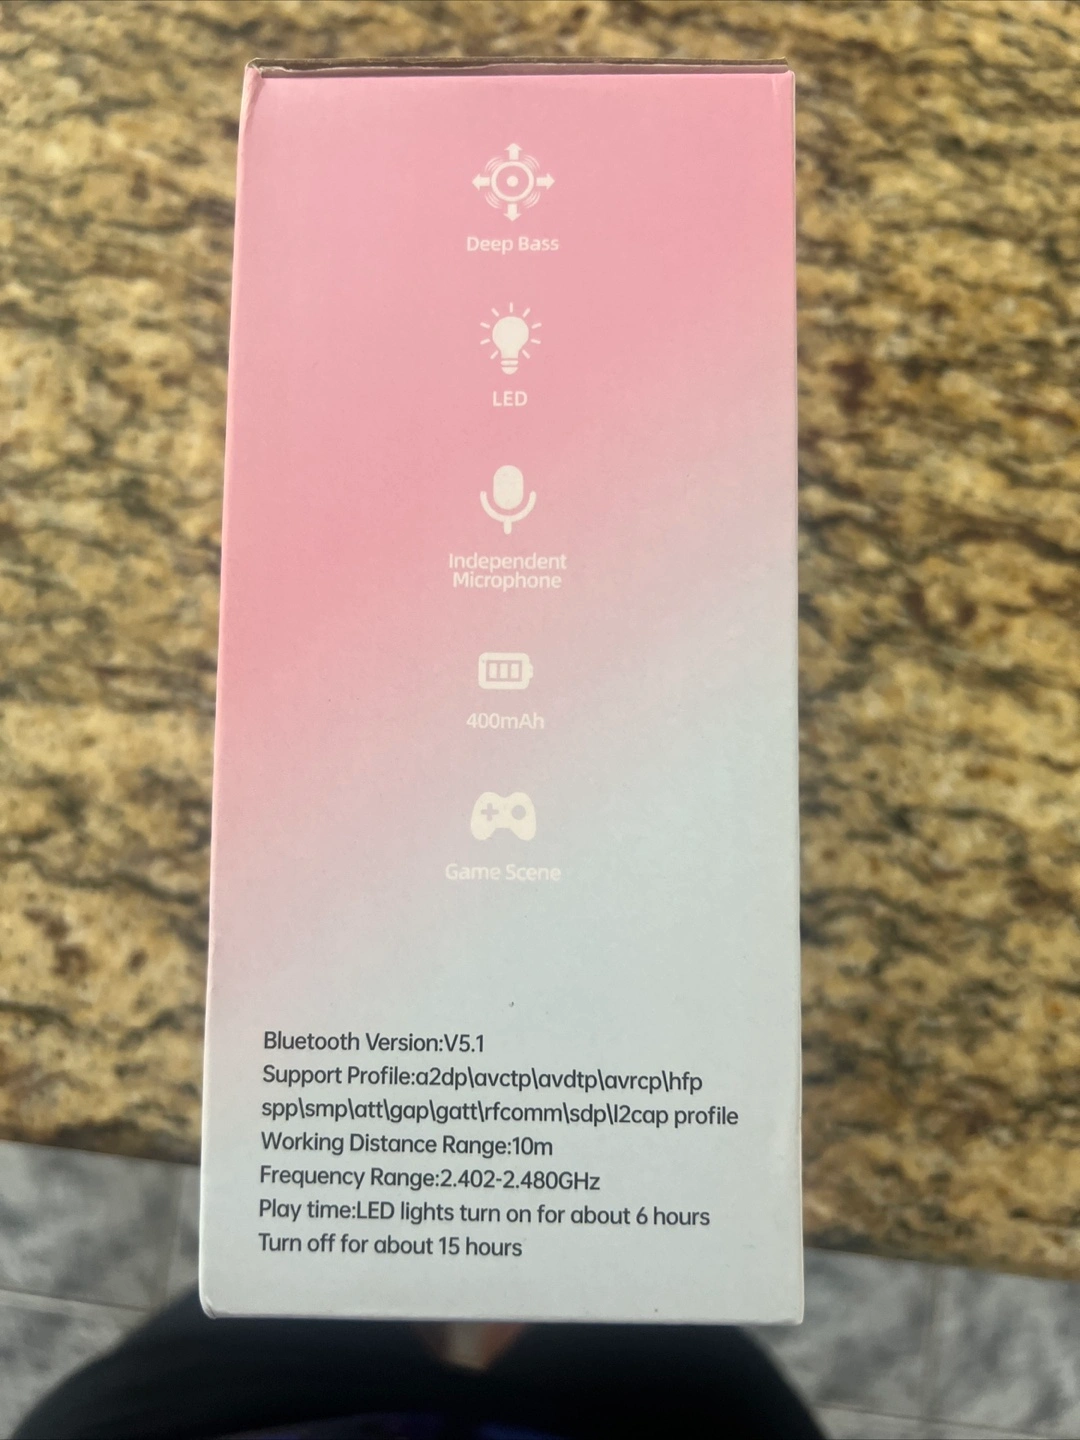 Deep Bass
LED
Independent
Microphone
400mAh
Game Scene
Bluetooth Version:V5.1
Support Profile:a2dp\avctp\avdtp\avrcp\hfp
spp\smp\att\gap\gatt\rfcomm\sdp\l2cap profile
Working Distance Range:10m
Frequency Range:2.402-2.480GHz
Play time:LED lights turn on for about 6 hours
Turn off for about 15 hours